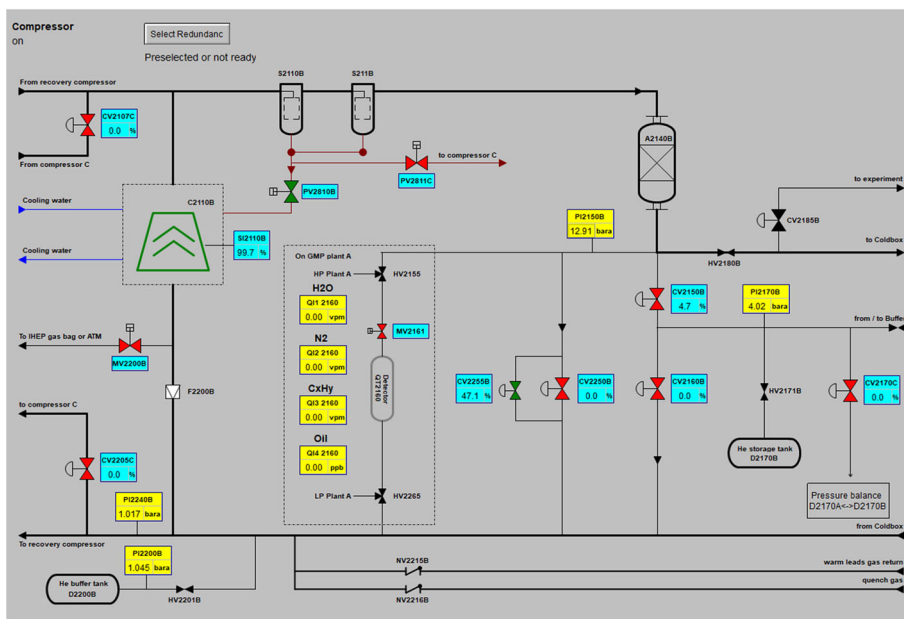 Compressor
on
Select Redundanc
Preselected or not ready
From recovery compressor
S2110B
S211B
CV2107C
0.0 %
A2140B
From compressor C
to compressor C
PV2810B
PV2811C
to experiment
Cooling water
C2110B
PI2150B
12.91 bara
CV2185B
SI2110B
99.7 %
to Coldbox
Cooling water
On GMP plant A
HV2180B
HP Plant A
HV2155
H2O
QI1 2160
0.00 vpm
CV2150B
4.7 %
PI2170B
4.02 bara
from / to Buffer
To IHEP gas bag or ATM
MV2161
MV2200B
N2
QI2 2160
0.00 vpm
Detector
QT2160
CV2255B
47.1 %
CV2250B
0.0 %
CV2160B
0.0 %
HV2171B
CV2170C
0.0 %
F2200B
CxHy
QI3 2160
0.00 vpm
to compressor C
Oil
QI4 2160
0.00 ppb
He storage tank
D2170B
CV2205C
0.0 %
LP Plant A
HV2265
PI2240B
1.017 bara
Pressure balance
D2170A<->D2170B
from Coldbox
To recovery compressor
PI2200B
1.045 bara
NV2215B
warm leads gas return
He buffer tank
D2200B
quench gas
HV2201B
NV2216B